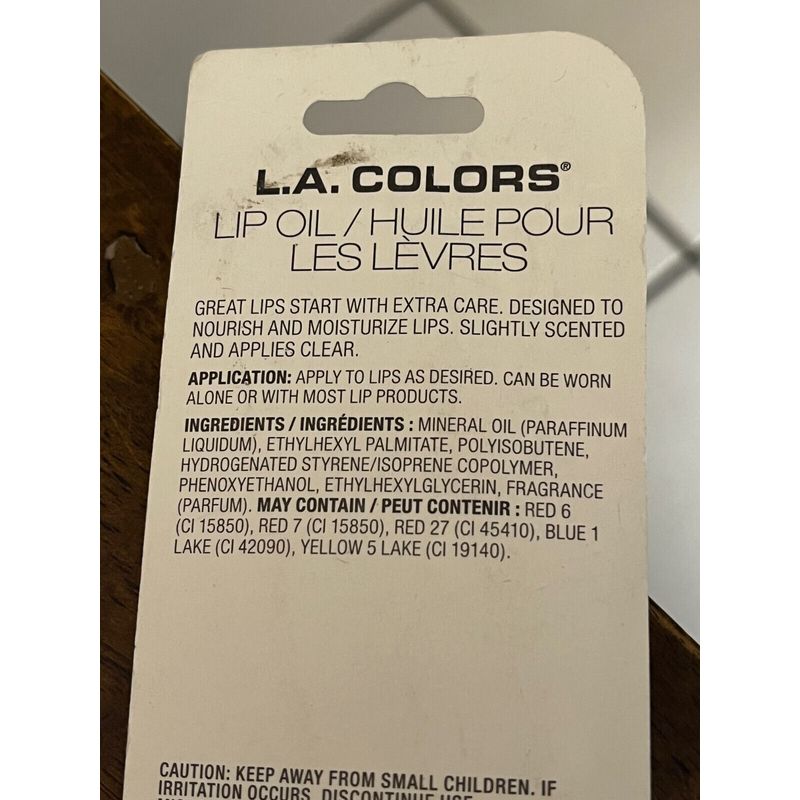 L.A. COLORS®
LIP OIL / HUILE POUR
LES LÈVRES
GREAT LIPS START WITH EXTRA CARE. DESIGNED TO
NOURISH AND MOISTURIZE LIPS. SLIGHTLY SCENTED
AND APPLIES CLEAR.
APPLICATION: APPLY TO LIPS AS DESIRED. CAN BE WORN
ALONE OR WITH MOST LIP PRODUCTS.
INGREDIENTS / INGRÉDIENTS : MINERAL OIL (PARAFFINUM
LIQUIDUM), ETHYLHEXYL PALMITATE, POLYISOBUTENE,
HYDROGENATED STYRENE/ISOPRENE COPOLYMER,
PHENOXYETHANOL, ETHYLHEXYLGLYCERIN, FRAGRANCE
(PARFUM). MAY CONTAIN / PEUT CONTENIR : RED 6
(CI 15850), RED 7 (CI 15850), RED 27 (CI 45410), BLUE 1
LAKE (CI 42090), YELLOW 5 LAKE (CI 19140).
CAUTION: KEEP AWAY FROM SMALL CHILDREN. IF
IRRITATION OCCURS, DISCONTINUE USE.